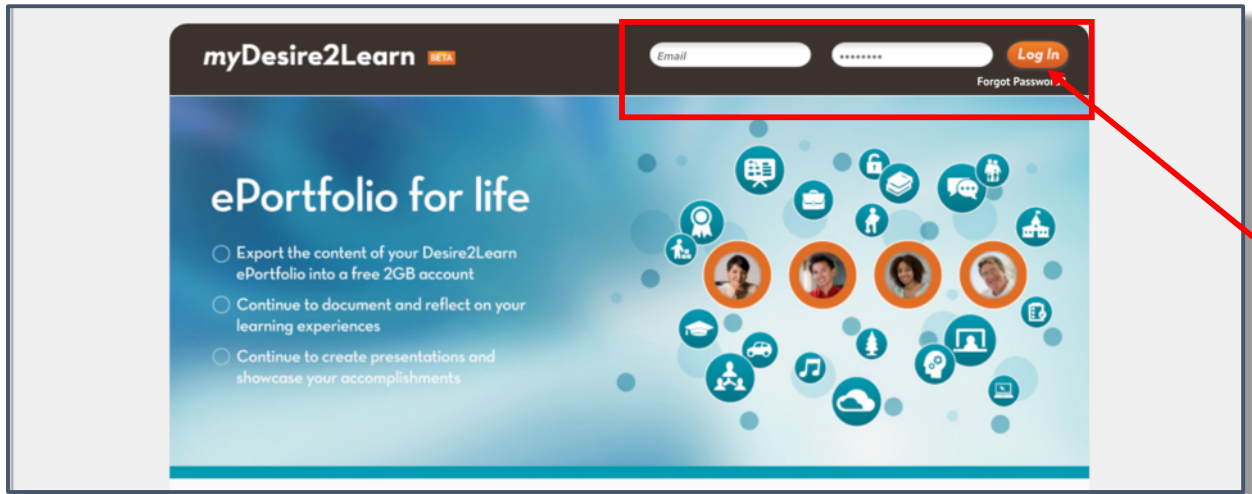 myDesire2Learn BETA
Email
••••••••
Log In
Forgot Password?
ePortfolio for life
Export the content of your Desire2Learn
ePortfolio into a free 2GB account
Continue to document and reflect on your
learning experiences
Continue to create presentations and
showcase your accomplishments